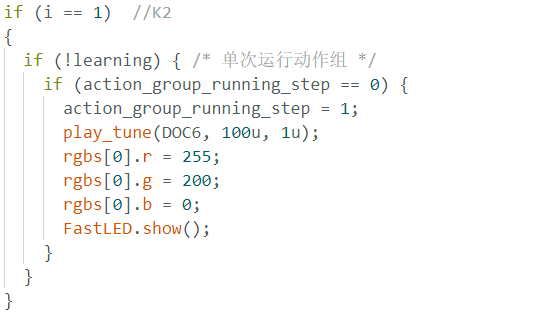 if (i == 1)  //K2
{
  if (!learning) { /* 单次运行动作组 */
    if (action_group_running_step == 0) {
      action_group_running_step = 1;
      play_tune(DOC6, 100u, 1u);
      rgbs[0].r = 255;
      rgbs[0].g = 200;
      rgbs[0].b = 0;
      FastLED.show();
    }
  }
}